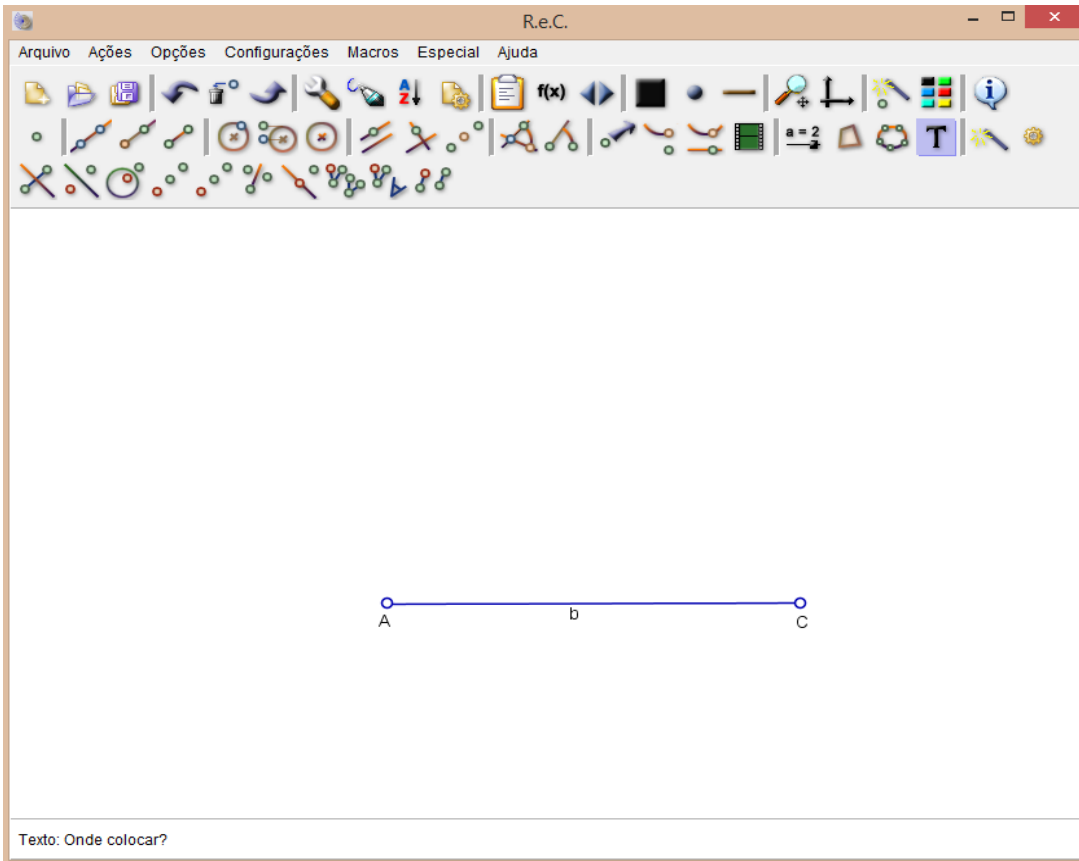 R.e.C.
Arquivo Ações Opções Configurações Macros Especial Ajuda
A Z f(x) i
a = 2 T
A b C
Texto: Onde colocar?